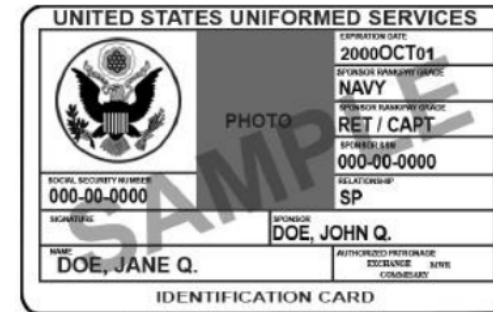 UNITED STATES UNIFORMED SERVICES
EXPIRATION DATE
2000OCT01
SPONSOR RANK/PAY GRADE
NAVY
PHOTO
SPONSOR RANK/PAY GRADE
RET / CAPT
SPONSOR SSN
000-00-0000
SOCIAL SECURITY NUMBER
000-00-0000
RELATIONSHIP
SP
SIGNATURE
SPONSOR
DOE, JOHN Q.
NAME
DOE, JANE Q.
AUTHORIZED PATRONAGE
EXCHANGE MWR
COMMISSARY
IDENTIFICATION CARD
SAMPLE